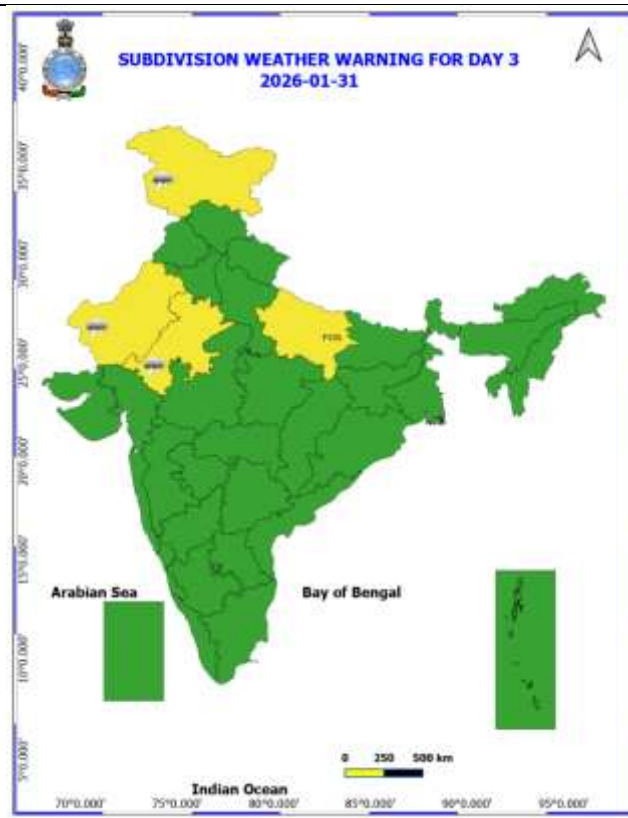 SUBDIVISION WEATHER WARNING FOR DAY 3
2026-01-31
40°0.000'
35°0.000'
30°0.000'
25°0.000'
20°0.000'
15°0.000'
10°0.000'
5°0.000'
FOG
Arabian Sea
Bay of Bengal
0 250 500 km
Indian Ocean
70°0.000' 75°0.000' 80°0.000' 85°0.000' 90°0.000' 95°0.000'